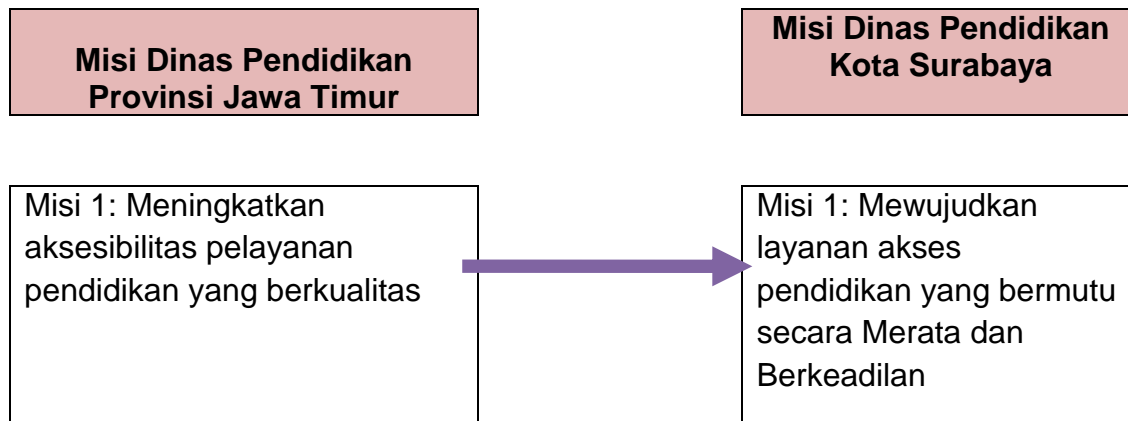 Misi Dinas Pendidikan
Provinsi Jawa Timur
Misi Dinas Pendidikan
Kota Surabaya
Misi 1: Meningkatkan
aksesibilitas pelayanan
pendidikan yang berkualitas
Misi 1: Mewujudkan
layanan akses
pendidikan yang bermutu
secara Merata dan
Berkeadilan